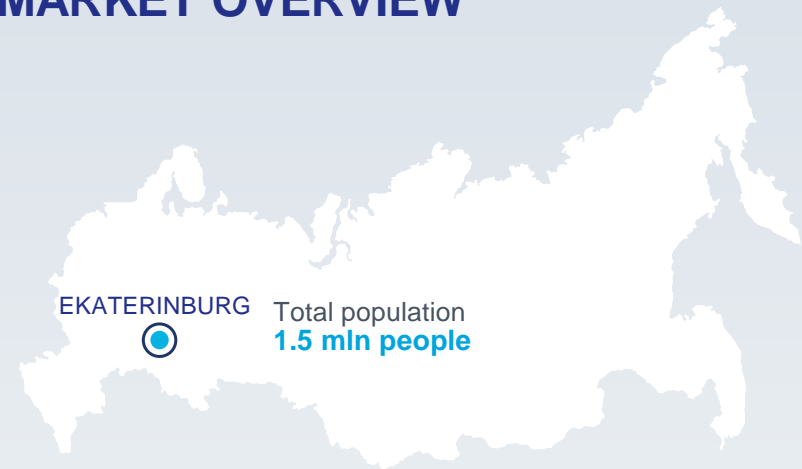 MARKET OVERVIEW
EKATERINBURG
Total population
1.5 mln people